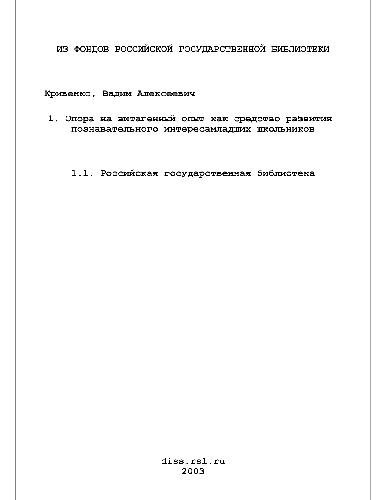 ИЗ ФОНДОВ РОССИЙСКОЙ ГОСУДАРСТВЕННОЙ БИБЛИОТЕКИ
Кривенко, Вадим Алексеевич
1. Опора на витагенный опыт как средство развития
познавательного интересамладших школьников
1.1. Российская государственная библиотека
diss.rsl.ru
2003